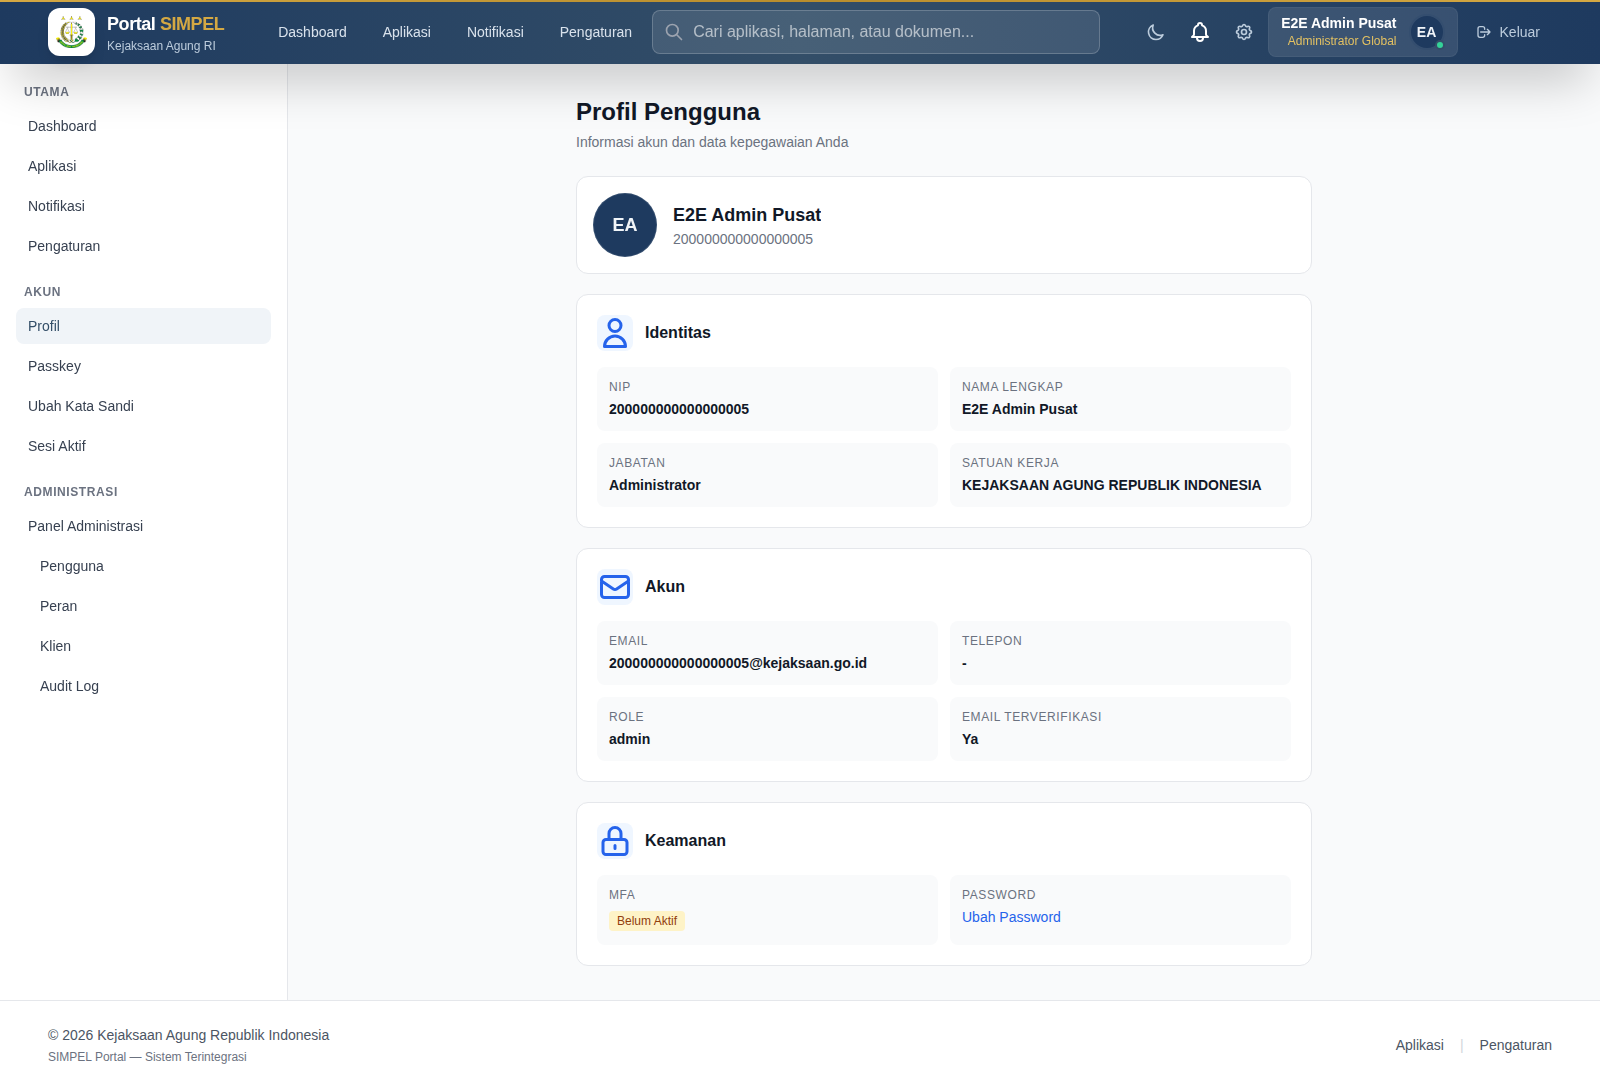 Portal SIMPEL
Kejaksaan Agung RI
Dashboard
Aplikasi
Notifikasi
Pengaturan
Cari aplikasi, halaman, atau dokumen...
E2E Admin Pusat
Administrator Global
EA
Keluar
UTAMA
Dashboard
Aplikasi
Notifikasi
Pengaturan
AKUN
Profil
Passkey
Ubah Kata Sandi
Sesi Aktif
ADMINISTRASI
Panel Administrasi
Pengguna
Peran
Klien
Audit Log
Profil Pengguna
Informasi akun dan data kepegawaian Anda
EA
E2E Admin Pusat
200000000000000005
Identitas
NIP
200000000000000005
NAMA LENGKAP
E2E Admin Pusat
JABATAN
Administrator
SATUAN KERJA
KEJAKSAAN AGUNG REPUBLIK INDONESIA
Akun
EMAIL
200000000000000005@kejaksaan.go.id
TELEPON
-
ROLE
admin
EMAIL TERVERIFIKASI
Ya
Keamanan
MFA
Belum Aktif
PASSWORD
Ubah Password
© 2026 Kejaksaan Agung Republik Indonesia
SIMPEL Portal — Sistem Terintegrasi
Aplikasi | Pengaturan